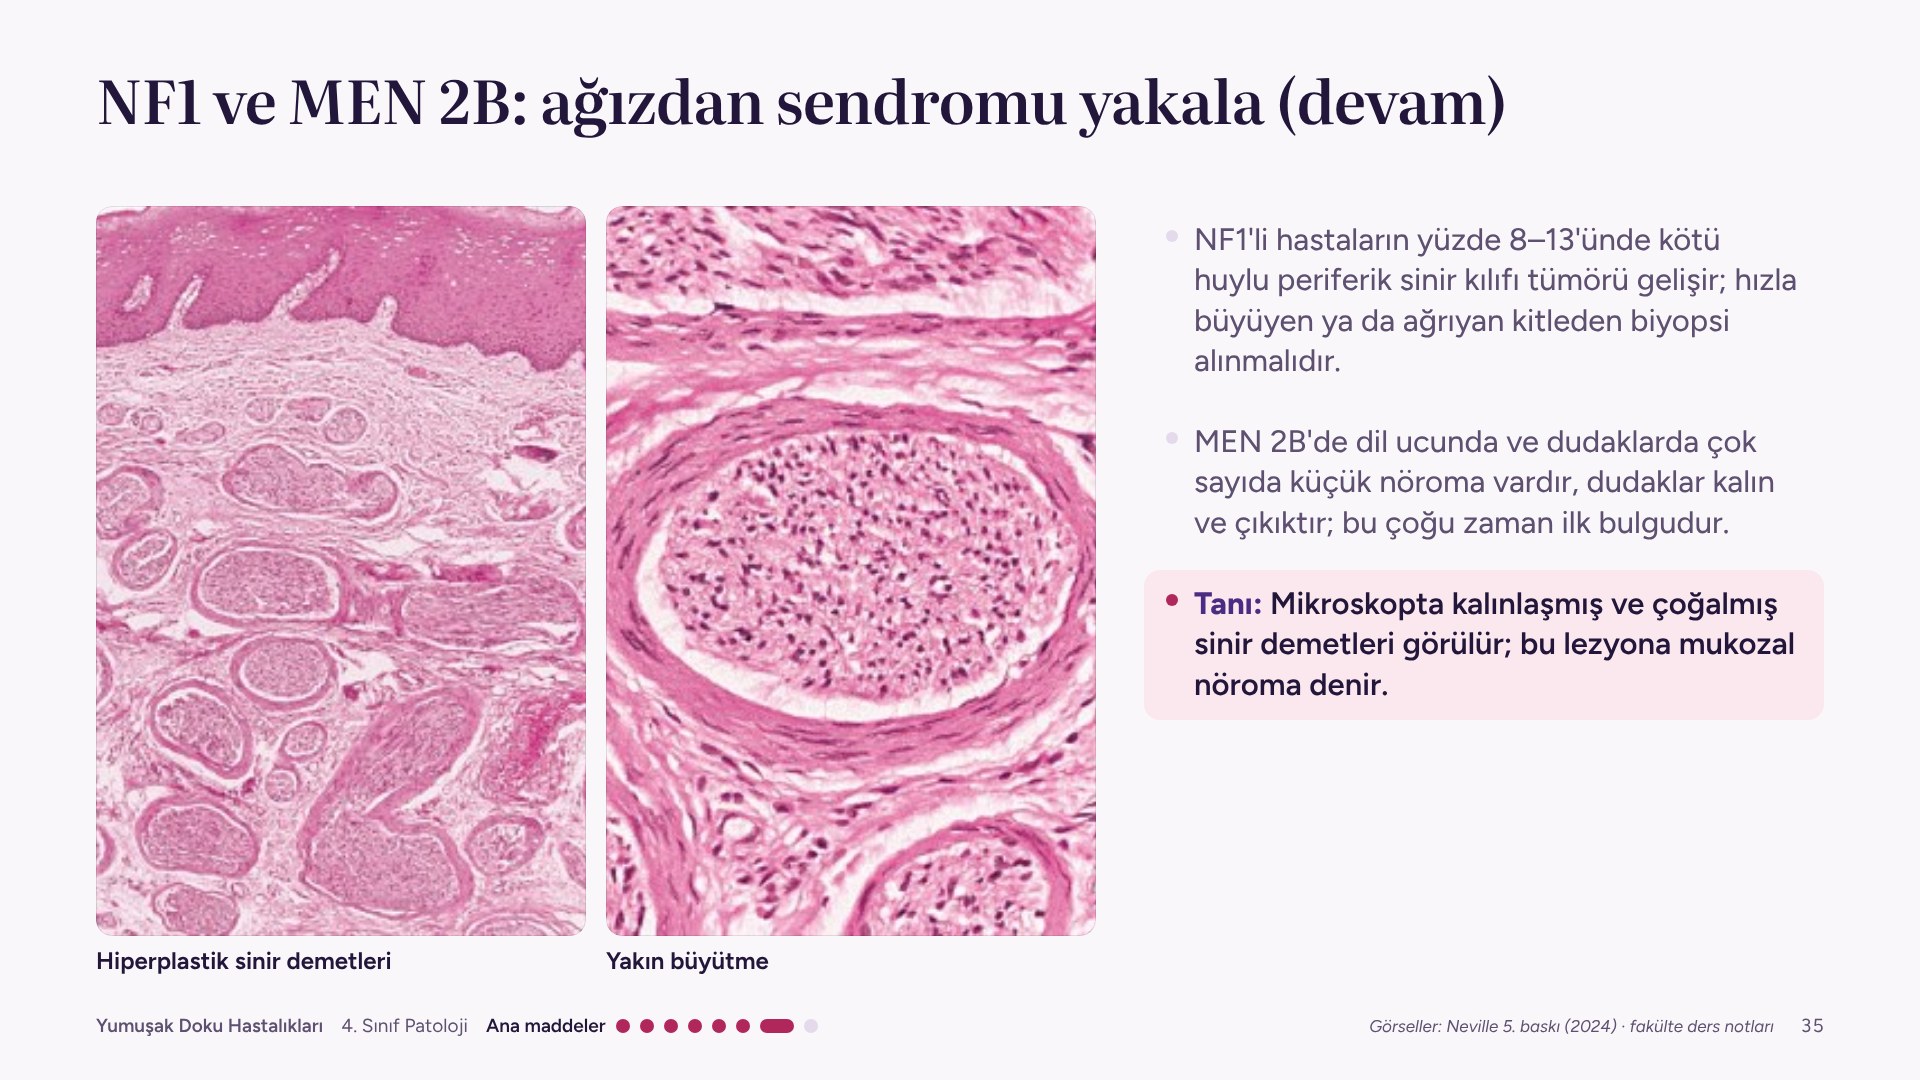 NF1 ve MEN 2B: ağızdan sendromu yakala (devam)
NF1'li hastaların yüzde 8–13'ünde kötü
huylu periferik sinir kılıfı tümörü gelişir; hızla
büyüyen ya da ağrıyan kitleden biyopsi
alınmalıdır.
MEN 2B'de dil ucunda ve dudaklarda çok
sayıda küçük nöroma vardır, dudaklar kalın
ve çıkıktır; bu çoğu zaman ilk bulgudur.
Tanı: Mikroskopta kalınlaşmış ve çoğalmış
sinir demetleri görülür; bu lezyona mukozal
nöroma denir.
Hiperplastik sinir demetleri
Yakın büyütme
Yumuşak Doku Hastalıkları 4. Sınıf Patoloji Ana maddeler
Görseller: Neville 5. baskı (2024) · fakülte ders notları 35